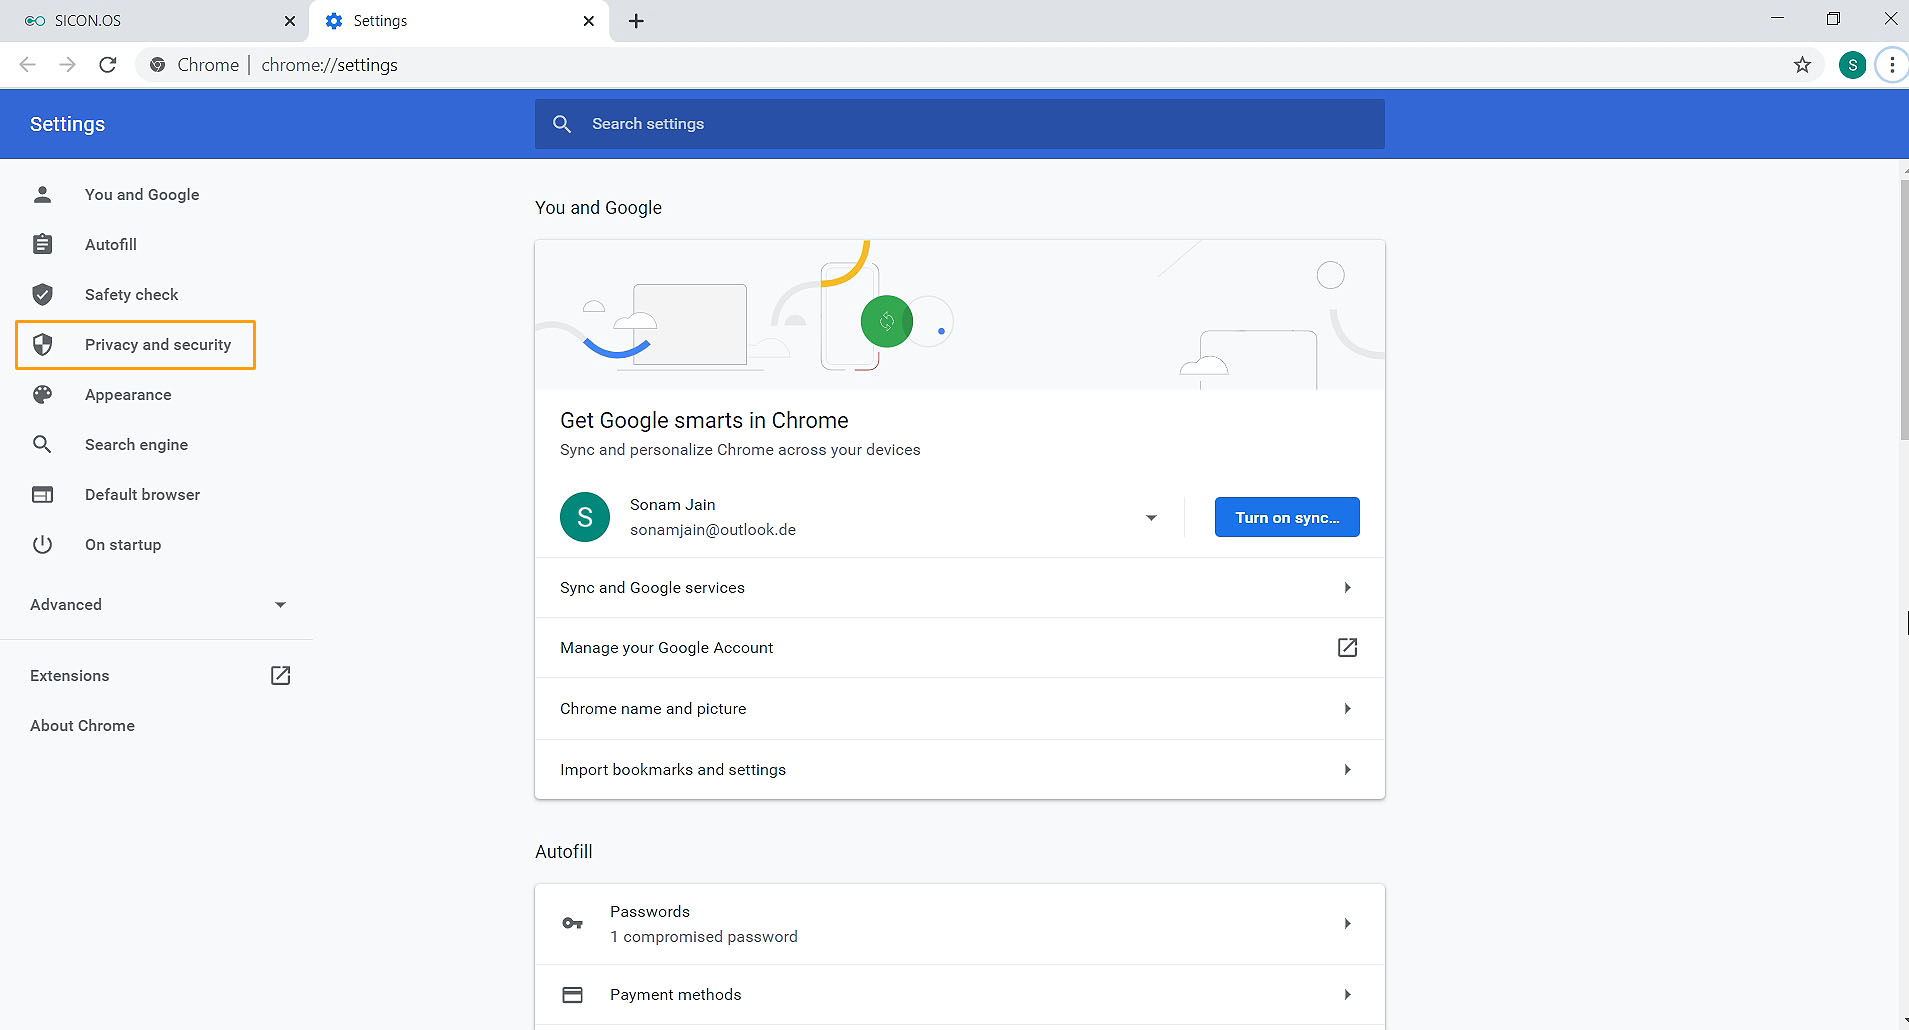 SICON.OS
Settings
Chrome | chrome://settings
S
Settings
Search settings
You and Google
Autofill
Safety check
Privacy and security
Appearance
Search engine
Default browser
On startup
Advanced
Extensions
About Chrome
You and Google
Get Google smarts in Chrome
Sync and personalize Chrome across your devices
S
Sonam Jain
sonamjain@outlook.de
Turn on sync...
Sync and Google services
Manage your Google Account
Chrome name and picture
Import bookmarks and settings
Autofill
Passwords
1 compromised password
Payment methods